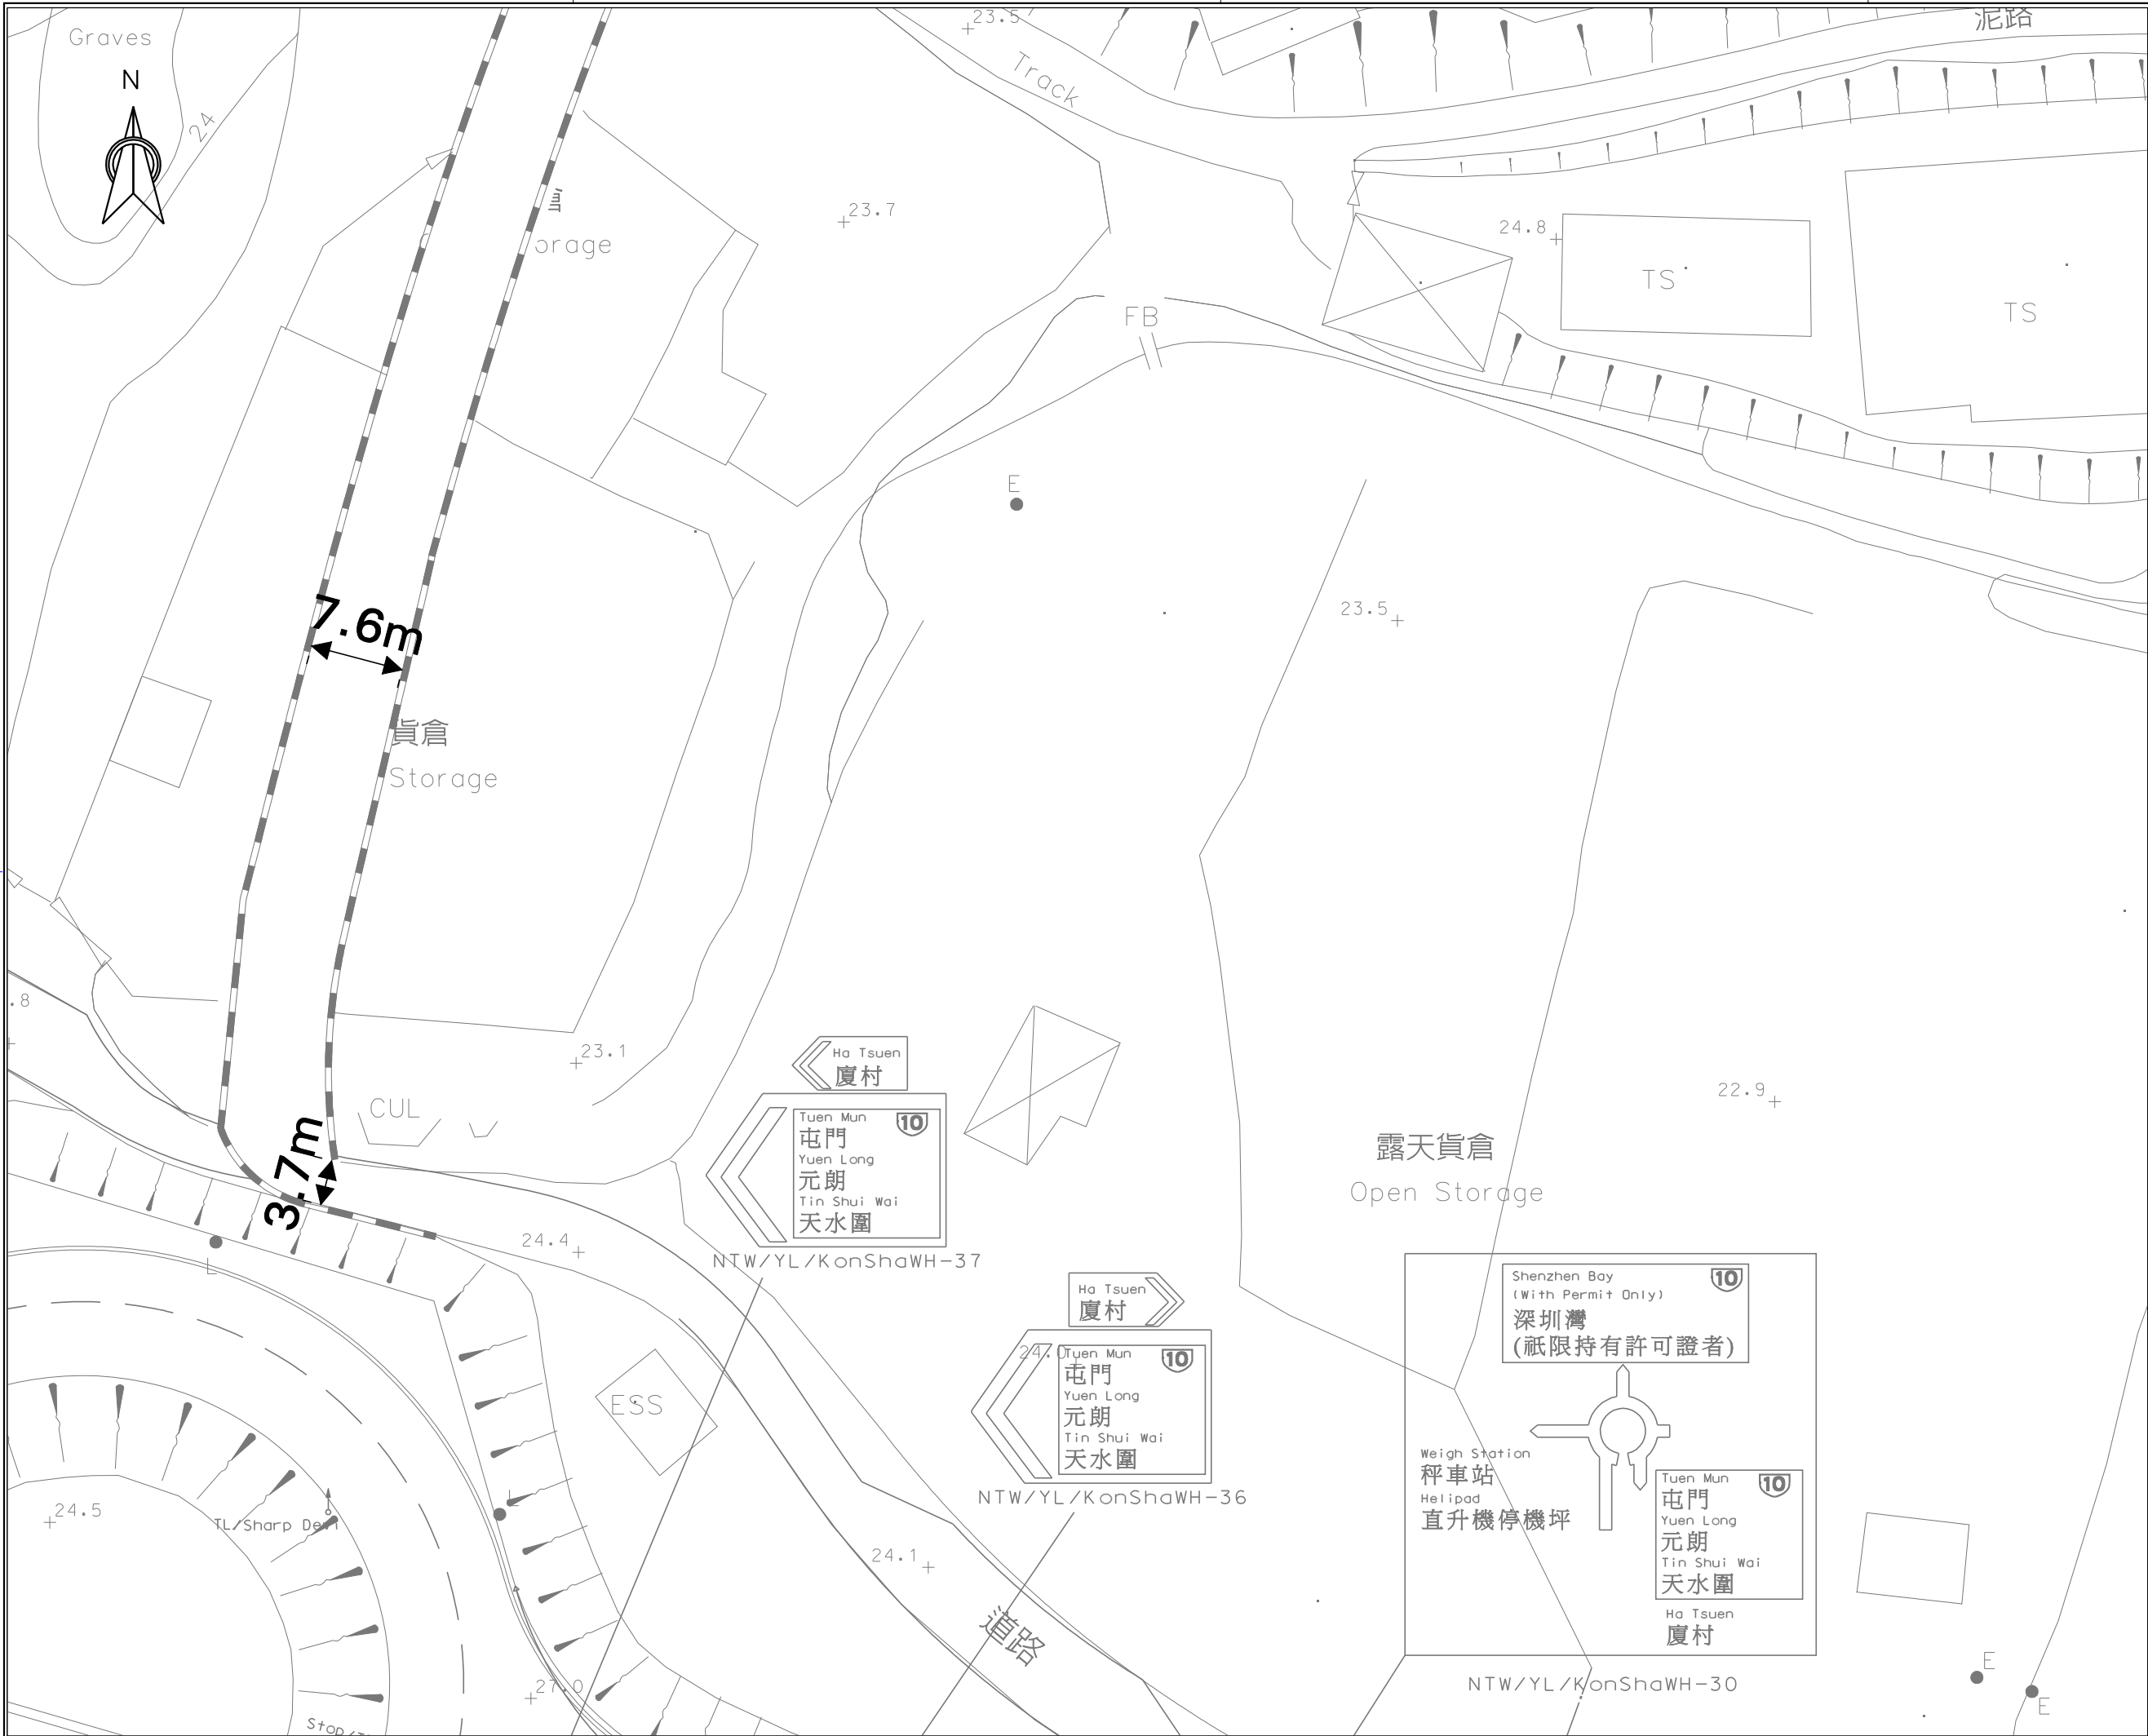 Graves
N
24
23.5
Track
泥路
orage
23.7
24.8
TS
TS
FB
E
7.6m
23.5
貨倉
Storage
.8
23.1
CUL
3.7m
L
24.4
Ha Tsuen
廈村
Tuen Mun
10
屯門
Yuen Long
元朗
Tin Shui Wai
天水圍
NTW/YL/KonShaWH-37
22.9
露天貨倉
Open Storage
Ha Tsuen
廈村
24.0
Tuen Mun
10
屯門
Yuen Long
元朗
Tin Shui Wai
天水圍
NTW/YL/KonShaWH-36
Shenzhen Bay
10
(With Permit Only)
深圳灣
(祇限持有許可證者)
Weigh Station
秤車站
Helipad
直升機停機坪
Tuen Mun
10
屯門
Yuen Long
元朗
Tin Shui Wai
天水圍
Ha Tsuen
廈村
NTW/YL/KonShaWH-30
ESS
24.5
TL/Sharp Devi
L
24.1
道路
27.0
E
E